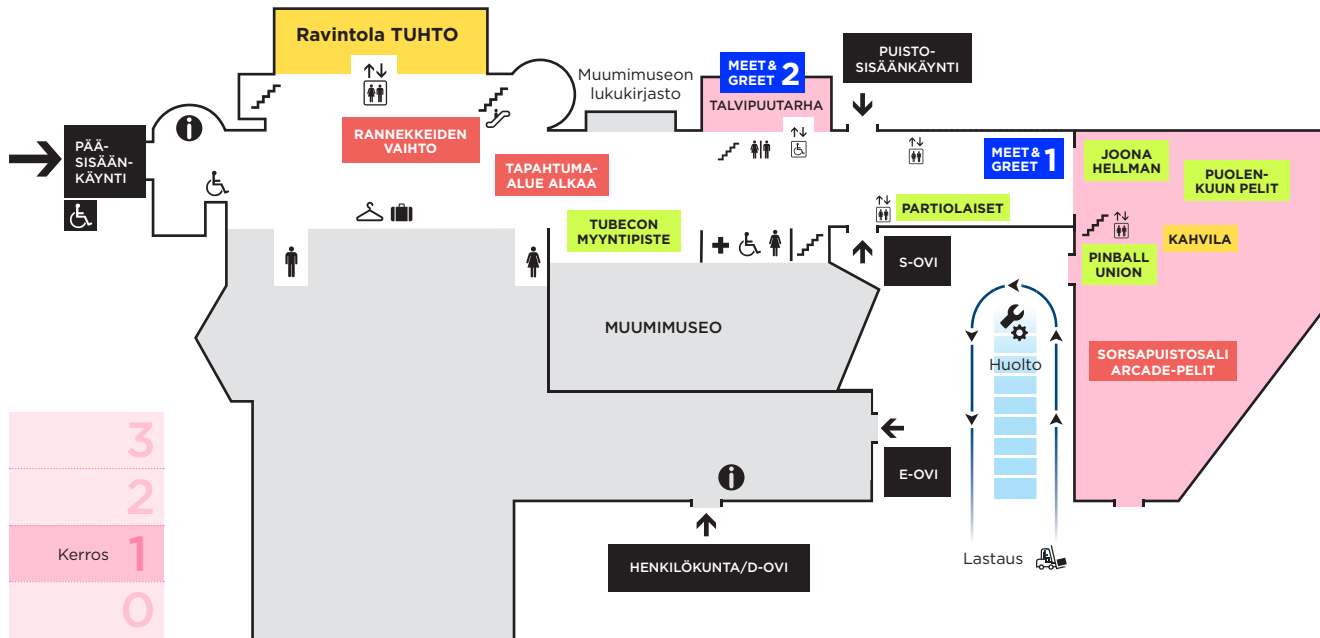 Ravintola TUHTO
PUISTO-
SISÄÄNKÄYNTI
MEET &
GREET 2
Muumimuseon
lukukirjasto
TALVIPUUTARHA
PÄÄ-
SISÄÄN-
KÄYNTI
RANNEKKEIDEN
VAIHTO
TAPAHTUMA-
ALUE ALKAA
MEET &
GREET 1
JOONA
HELLMAN
PUOLEN-
KUUN PELIT
PARTIOLAISET
TUBECON
MYYNTIPISTE
KAHVILA
S-OVI
PINBALL
UNION
MUUMIMUSEO
Huolto
SORSAPUISTOSALI
ARCADE-PELIT
3
2
Kerros 1
0
E-OVI
HENKILÖKUNTA/D-OVI
Lastaus